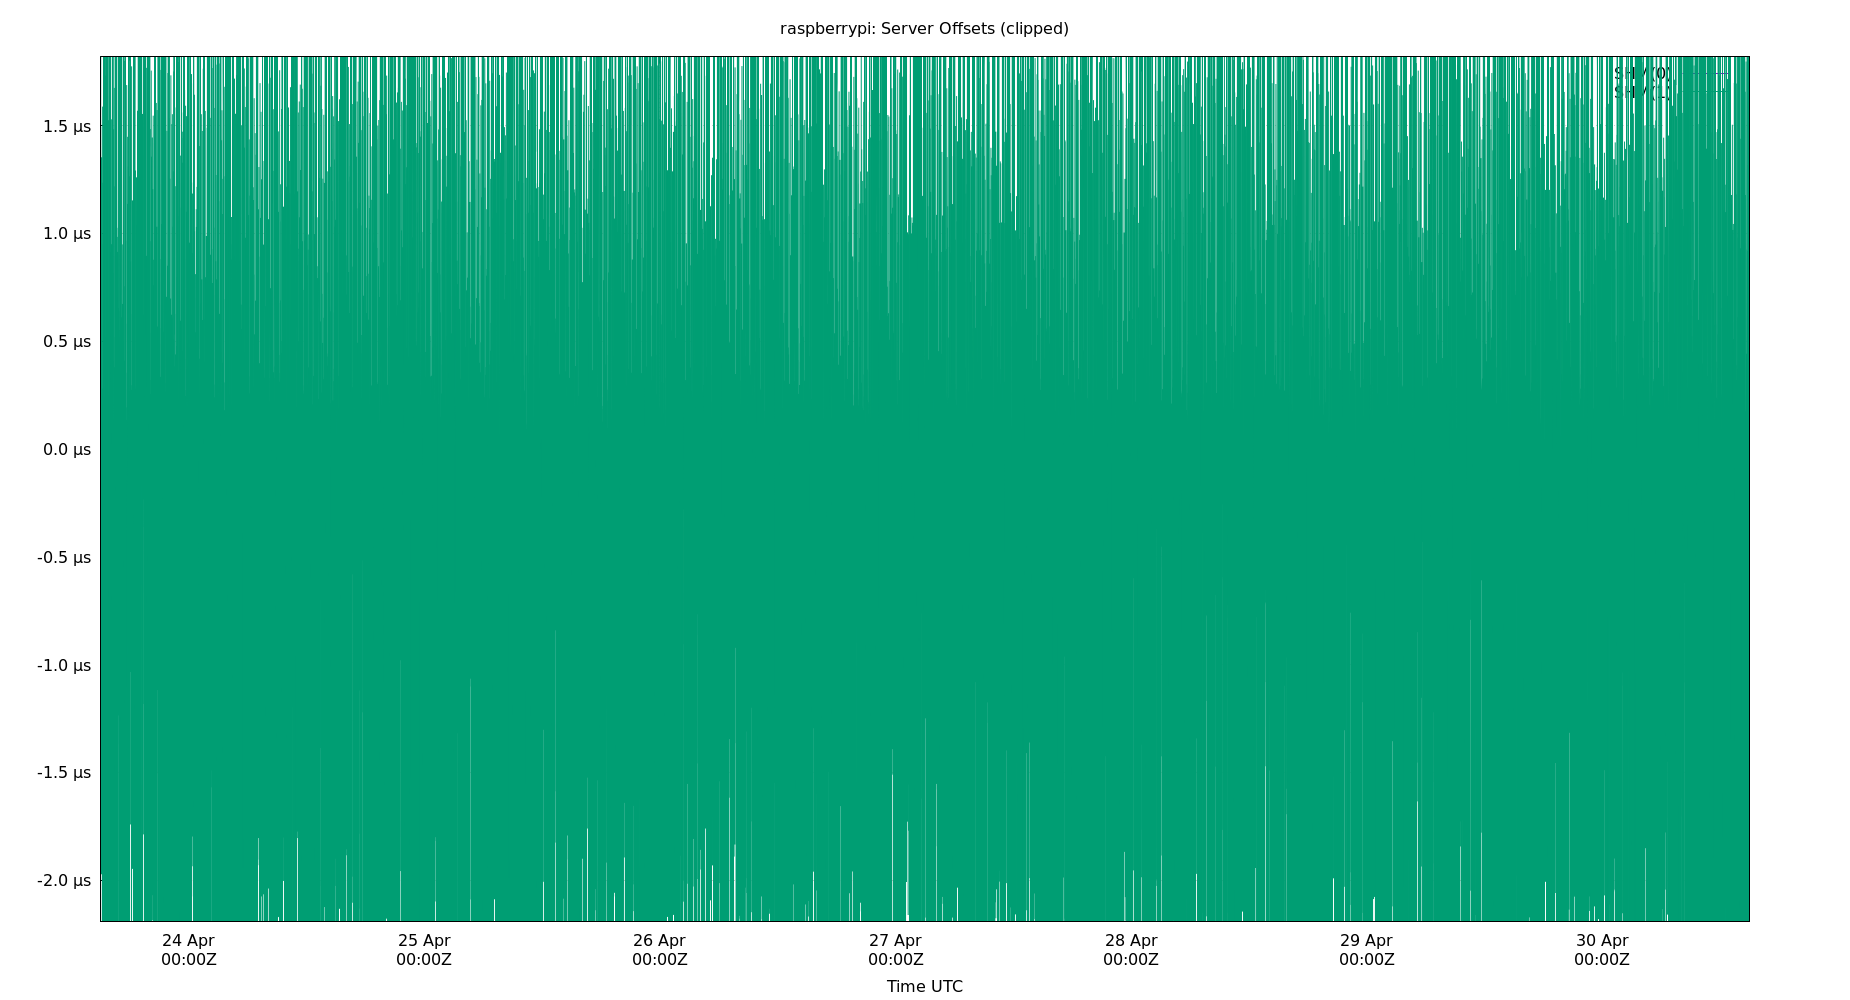 raspberrypi: Server Offsets (clipped)
1.5 µs
1.0 µs
0.5 µs
0.0 µs
-0.5 µs
-1.0 µs
-1.5 µs
-2.0 µs
24 Apr 25 Apr 26 Apr 27 Apr 28 Apr 29 Apr 30 Apr
00:00Z 00:00Z 00:00Z 00:00Z 00:00Z 00:00Z 00:00Z
Time UTC